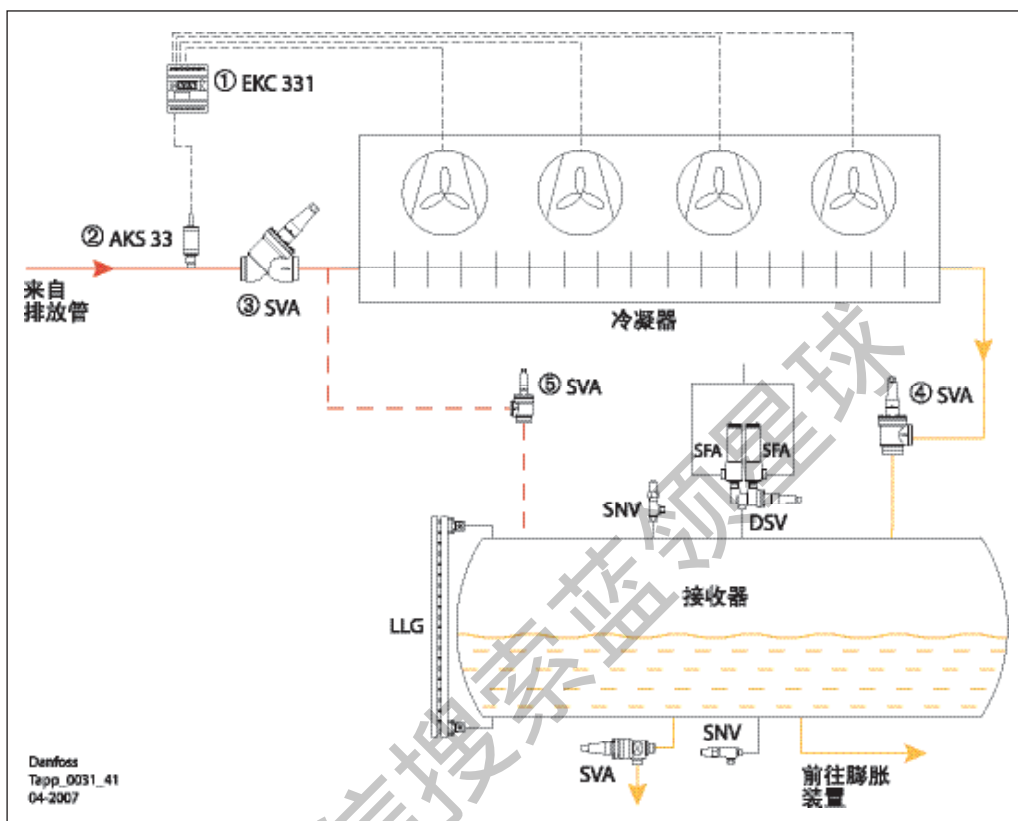 ① EKC 331
② AKS 33
来自
排放管
③ SVA
冷凝器
⑤ SVA
④ SVA
SFA
SFA
SNV
DSV
接收器
LLG
SVA
SNV
前往膨胀
装置
Danfoss
Tapp_0031_41
04-2007
信搜索蓝领星球